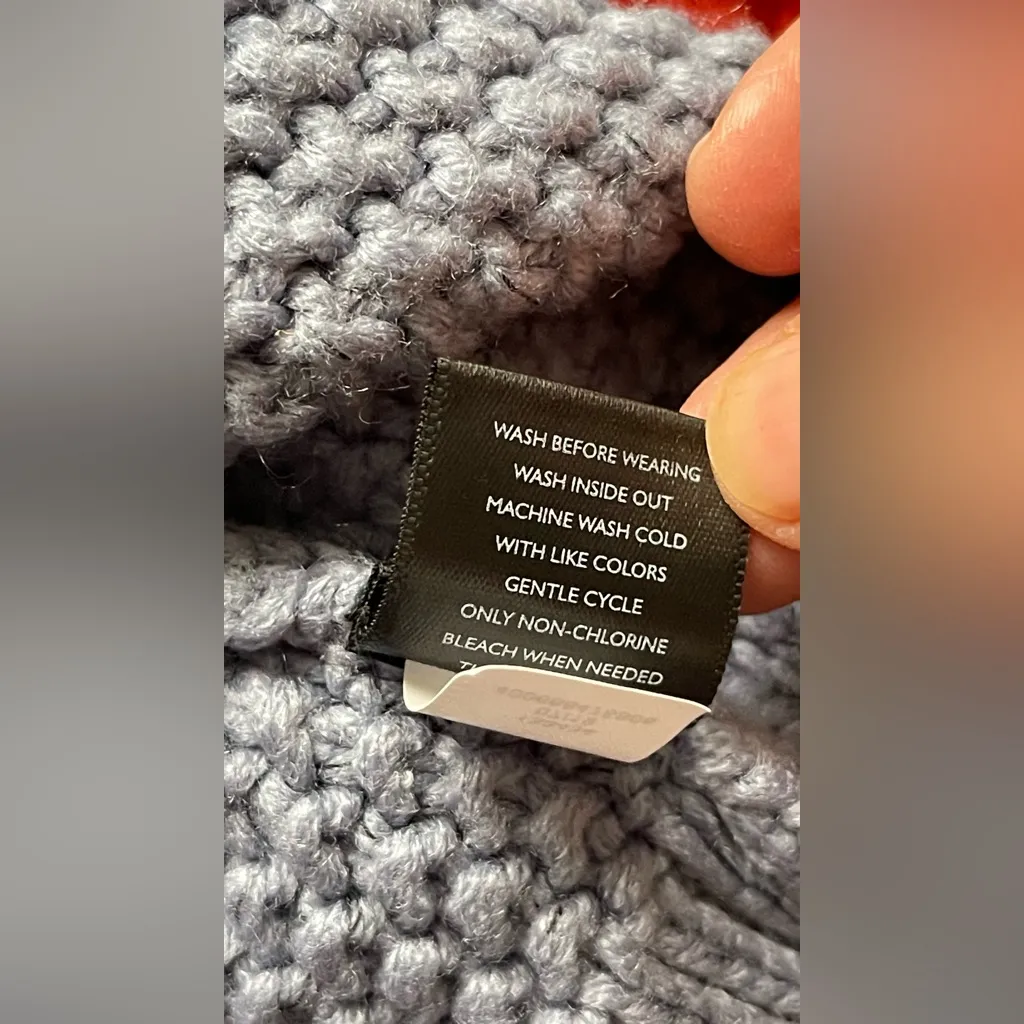 WASH BEFORE WEARING
WASH INSIDE OUT
MACHINE WASH COLD
WITH LIKE COLORS
GENTLE CYCLE
ONLY NON-CHLORINE
BLEACH WHEN NEEDED